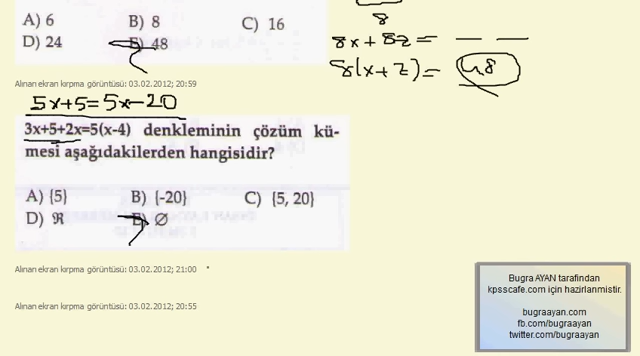 8
A) 6 B) 8 C) 16
D) 24 E) 48
8x+8z= _ _
8(x+z)= 48
Alınan ekran kırpma görüntüsü: 03.02.2012; 20:59
5x+5=5x-20
3x+5+2x=5(x-4) denkleminin çözüm kü-
mesi aşağıdakilerden hangisidir?
A) {5} B) {-20} C) {5, 20}
D) ℜ E) ∅
Alınan ekran kırpma görüntüsü: 03.02.2012; 21:00
Alınan ekran kırpma görüntüsü: 03.02.2012; 20:55
Bugra AYAN tarafindan
kpsscafe.com için hazirlanmistir.
bugraayan.com
fb.com/bugraayan
twitter.com/bugraayan